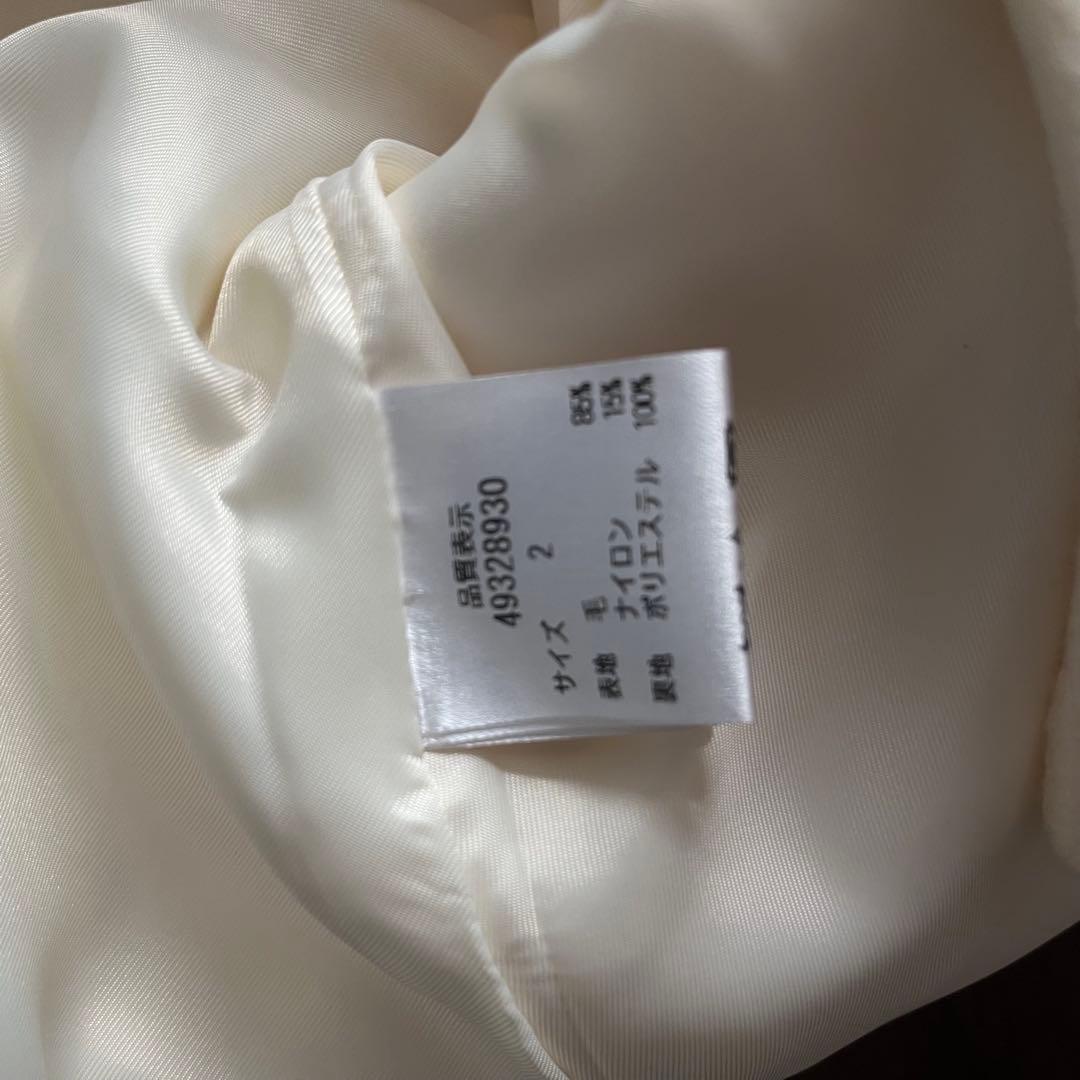 品質表示
49328930
サイズ 2
表地 毛 85%
ナイロン 15%
裏地 ポリエステル 100%